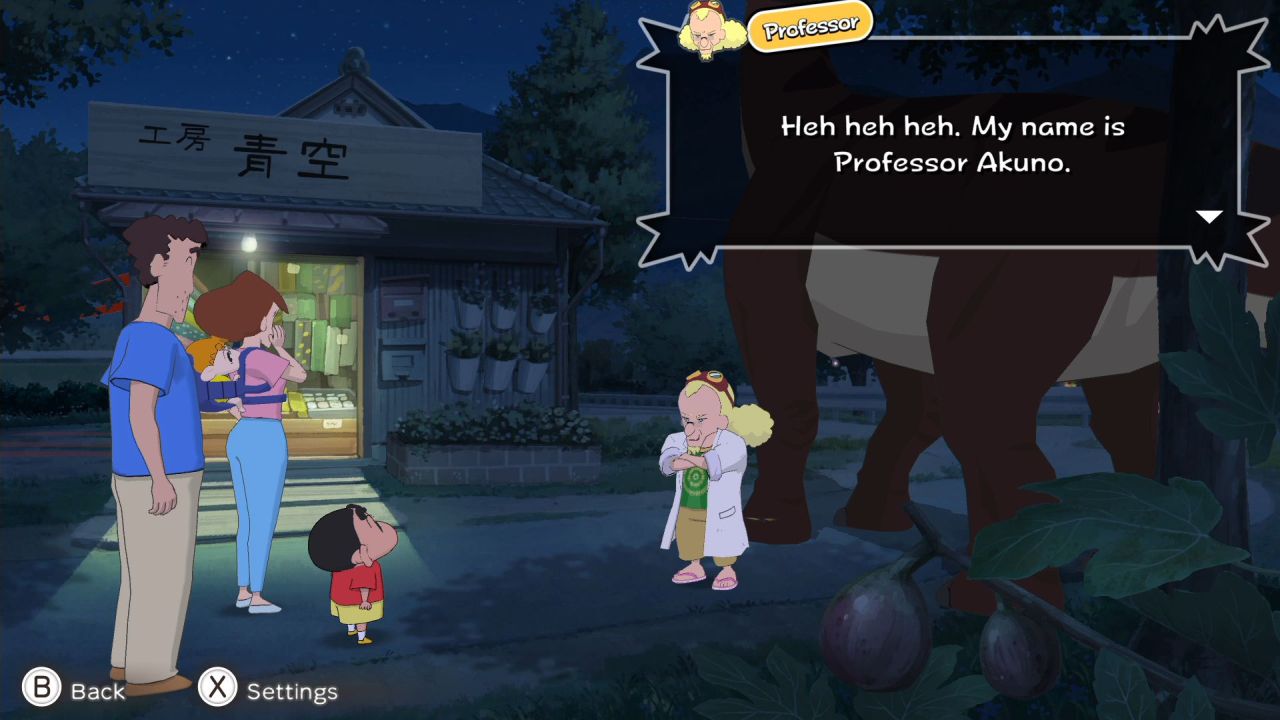 Professor
Heh heh heh. My name is
Professor Akuno.
工房 青空
B Back
X Settings